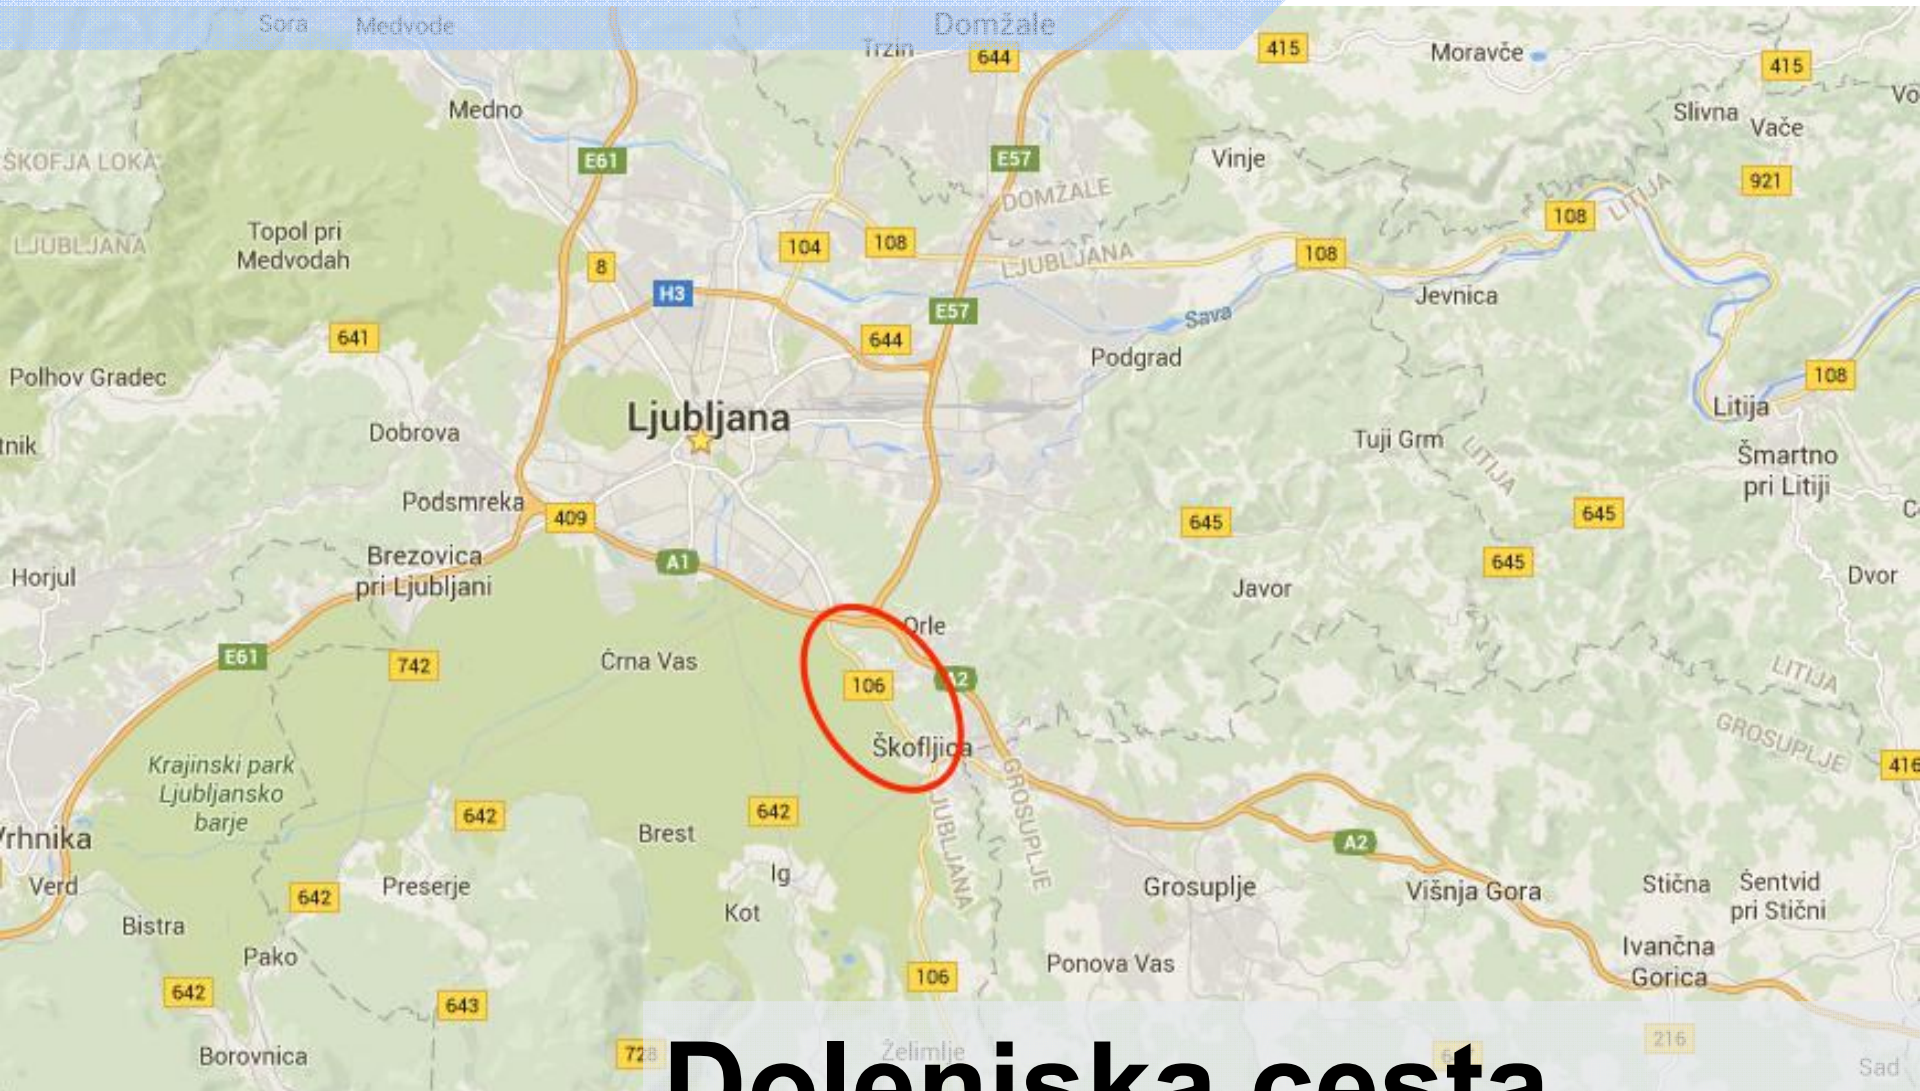 Sora
Medvode
Domžale
Trzin
644
415
Moravče
415
Medno
Slivna
Vače
Vo
ŠKOFJA LOKA
E61
E57
Vinje
921
DOMŽALE
LITIJA
108
Topol pri
Medvodah
LJUBLJANA
104
108
108
LJUBLJANA
8
H3
E57
Jevnica
Sava
641
644
Podgrad
Polhov Gradec
108
Litija
Ljubljana
Dobrova
tnik
Tuji Grm
LITIJA
Šmartno
pri Litiji
Podsmreka
409
645
645
A1
645
Brezovica
pri Ljubljani
Horjul
Javor
Dvor
Orle
E61
742
Črna Vas
106
A2
LITIJA
GROSUPLJE
Škofljica
416
Krajinski park
Ljubljansko
barje
GROSUPLJE
LJUBLJANA
642
642
Brest
Vrhnika
A2
Verd
Preserje
Ig
Grosuplje
Višnja Gora
Stična
Šentvid
pri Stični
642
Kot
Bistra
Ivančna
Gorica
Pako
Ponova Vas
106
642
643
216
Borovnica
728
Želimlje
Sad
Dolenjska cesta